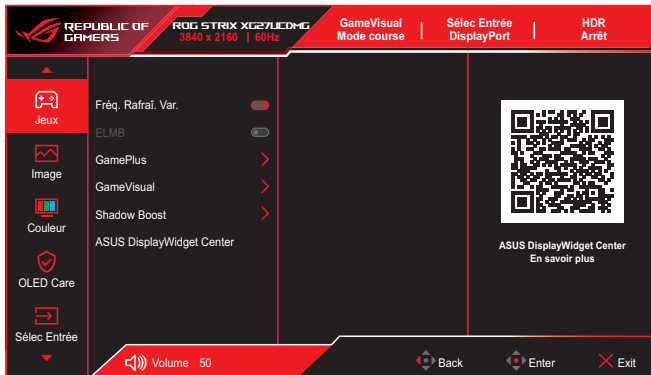 REPUBLIC OF
GAMERS
ROG STRIX XG27UCDMG
3840 x 2160 | 60Hz
GameVisual
Mode course
Sélec Entrée
DisplayPort
HDR
Arrêt
Jeux
Image
Couleur
OLED Care
Sélec Entrée
Fréq. Rafraî. Var.
ELMB
GamePlus
GameVisual
Shadow Boost
ASUS DisplayWidget Center
ASUS DisplayWidget Center
En savoir plus
Volume 50
Back
Enter
Exit